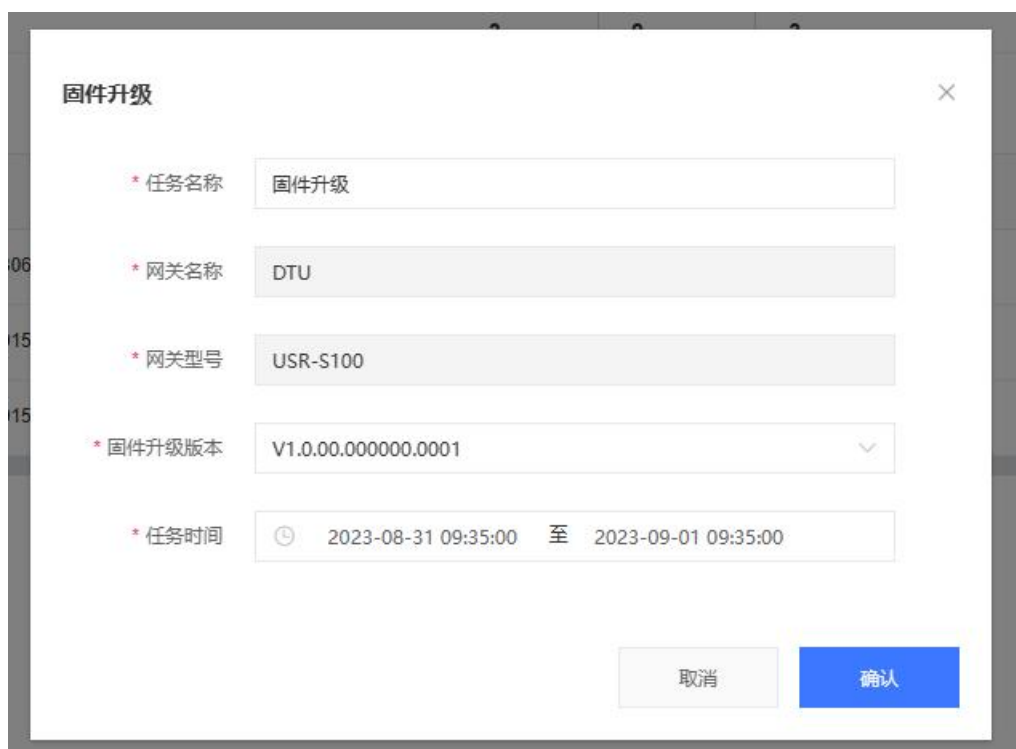 固件升级
* 任务名称 固件升级
* 网关名称 DTU
* 网关型号 USR-S100
* 固件升级版本 V1.0.00.000000.0001
* 任务时间 2023-08-31 09:35:00 至 2023-09-01 09:35:00
取消 确认